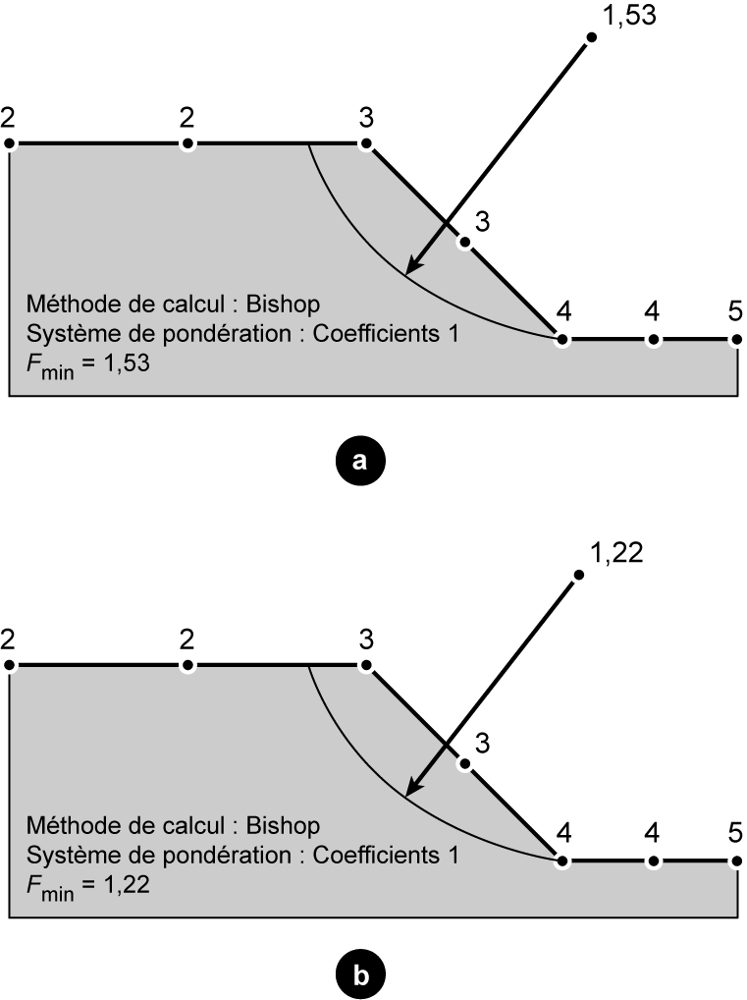 1,53
2 2 3
3
Méthode de calcul : Bishop
4 4 5
Système de pondération : Coefficients 1
Fmin = 1,53
a
1,22
2 2 3
3
Méthode de calcul : Bishop
4 4 5
Système de pondération : Coefficients 1
Fmin = 1,22
b